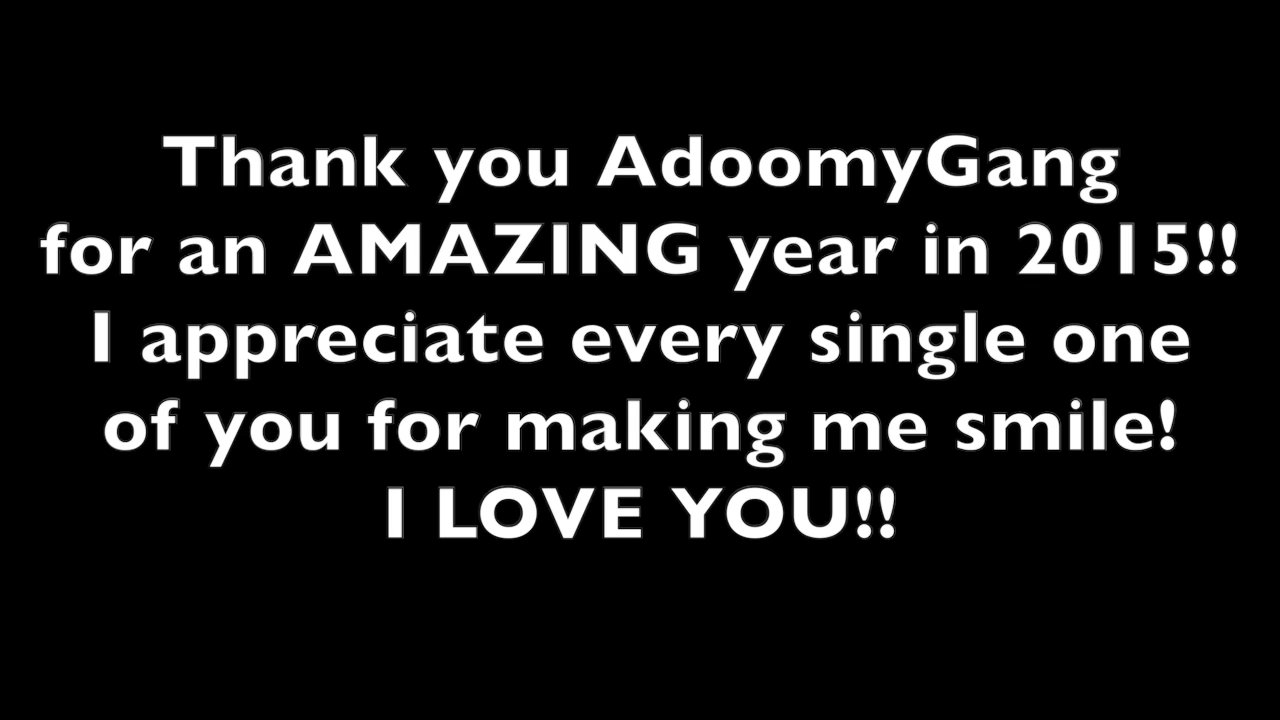 Thank you AdoomyGang
for an AMAZING year in 2015!!
I appreciate every single one
of you for making me smile!
I LOVE YOU!!